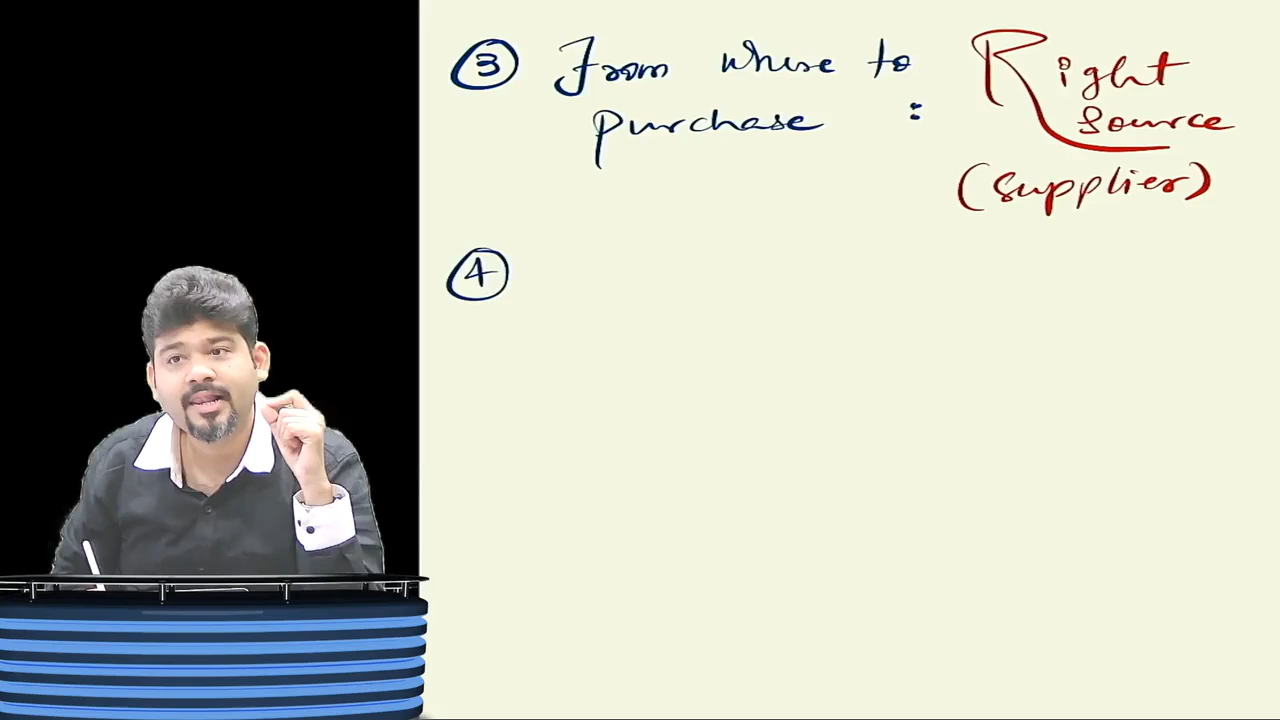 ③ From where to Right
purchase : Source
(Supplier)
④